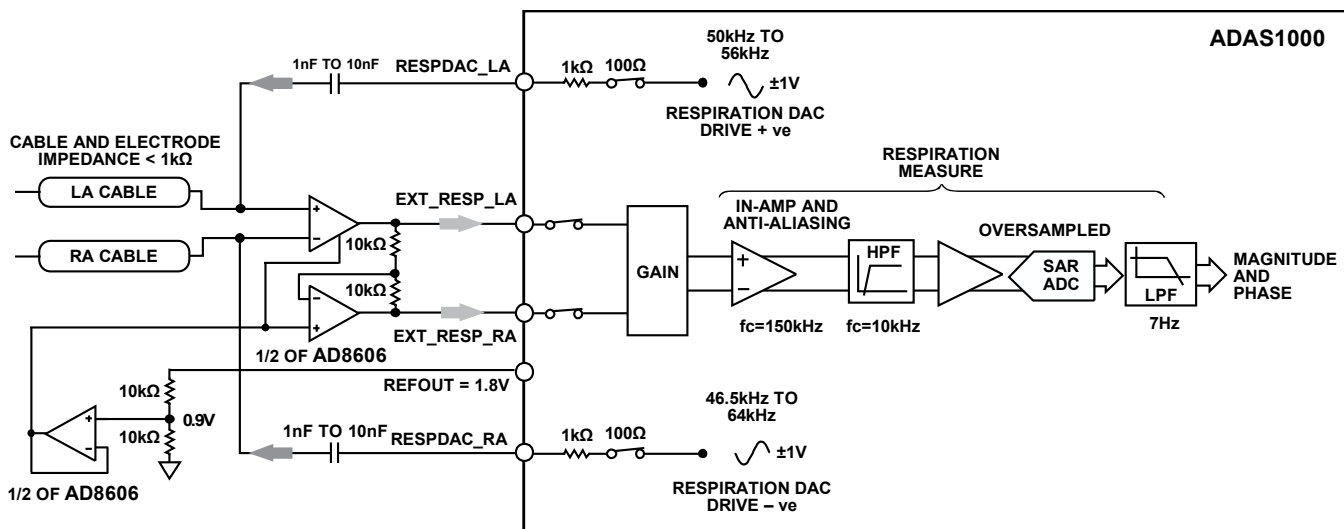 ADAS1000
50kHz TO
56kHz
1nF TO 10nF
RESPDAC_LA
1kΩ
100Ω
±1V
RESPIRATION DAC
DRIVE + ve
CABLE AND ELECTRODE
IMPEDANCE < 1kΩ
LA CABLE
RA CABLE
+
−
EXT_RESP_LA
10kΩ
10kΩ
−
+
EXT_RESP_RA
1/2 OF AD8606
GAIN
RESPIRATION
MEASURE
IN-AMP AND
ANTI-ALIASING
+
−
fc=150kHz
HPF
fc=10kHz
OVERSAMPLED
SAR
ADC
LPF
7Hz
MAGNITUDE
AND
PHASE
REFOUT = 1.8V
10kΩ
0.9V
10kΩ
+
−
1/2 OF AD8606
1nF TO 10nF
RESPDAC_RA
1kΩ
100Ω
46.5kHz TO
64kHz
±1V
RESPIRATION DAC
DRIVE – ve